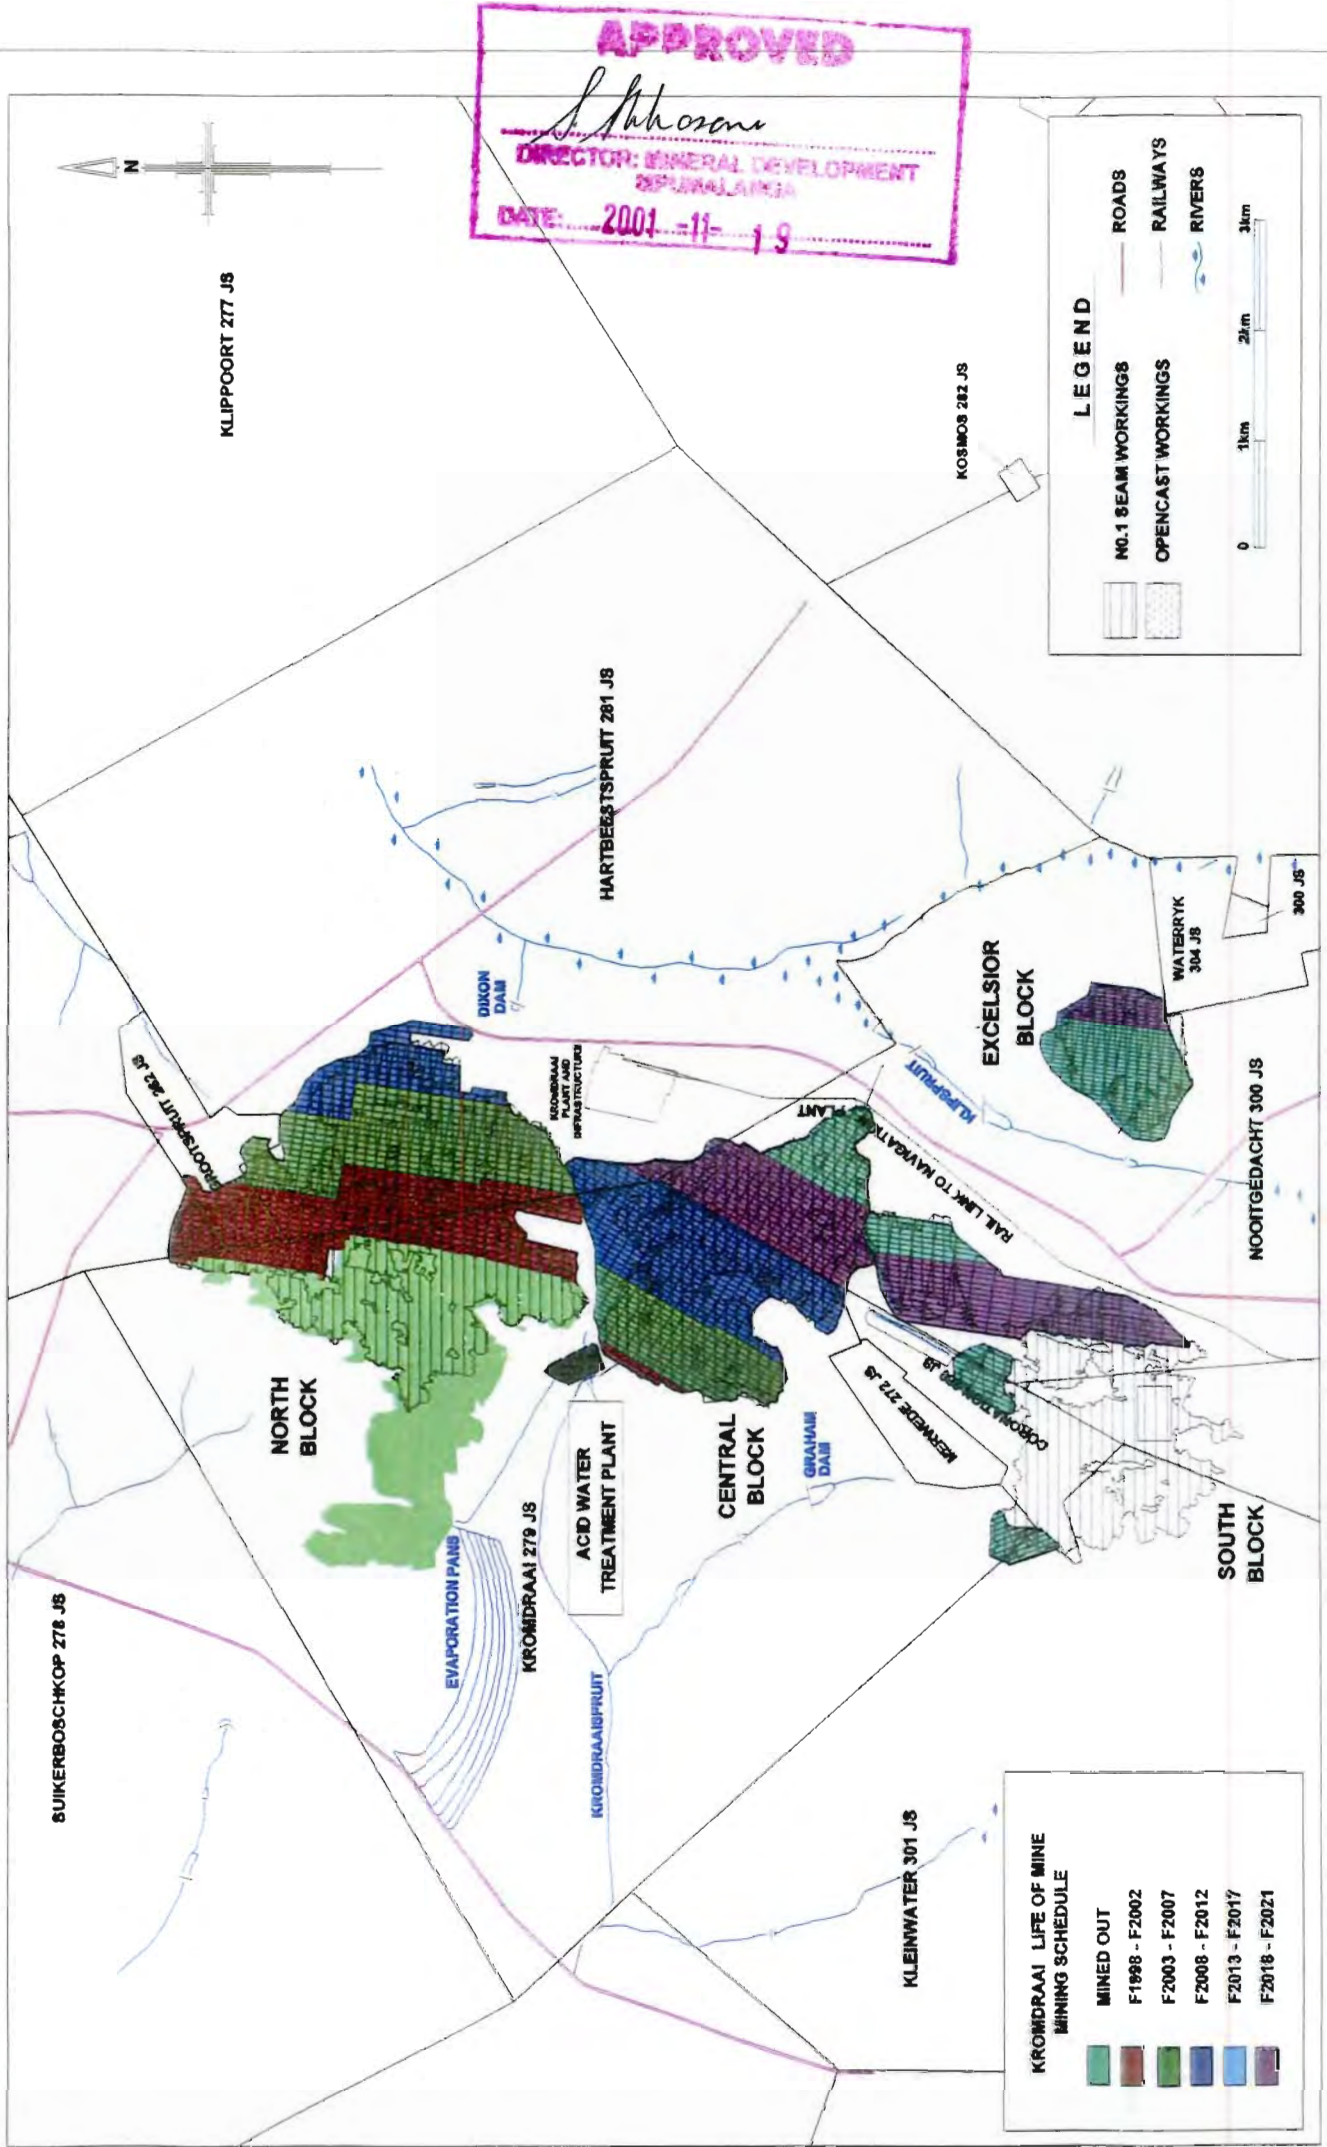 APPROVED
DIRECTOR: MINERAL DEVELOPMENT
MPUMALANGA
DATE: 2001 -11- 19
N
KLIPPOORT 277 JS
SUIKERBOSCHKOP 278 JS
GROOTSPRUIT 282 JS
NORTH
BLOCK
EVAPORATION PANS
KROMDRAAI 279 JS
DIXON
DAM
HARTBEESTSPRUIT 281 JS
KROMDRAAI
PLANT AND
INFRASTRUCTURE
ACID WATER
TREATMENT PLANT
KROMDRAAISPRUIT
CENTRAL
BLOCK
GRAHAM
DAM
PLANT
RAIL LINK TO NAVIGATION
KLIPSPRUIT
MERWEDE 272 JS
KOSMOS 282 JS
EXCELSIOR
BLOCK
KLEINWATER 301 JS
WATERRYK
304 JS
300 JS
NOOITGEDACHT 300 JS
SOUTH
BLOCK
LEGEND
NO.1 SEAM WORKINGS
OPENCAST WORKINGS
ROADS
RAILWAYS
RIVERS
0 1km 2km 3km
KROMDRAAI LIFE OF MINE
MINING SCHEDULE
MINED OUT
F1998 - F2002
F2003 - F2007
F2008 - F2012
F2013 - F2017
F2018 - F2021